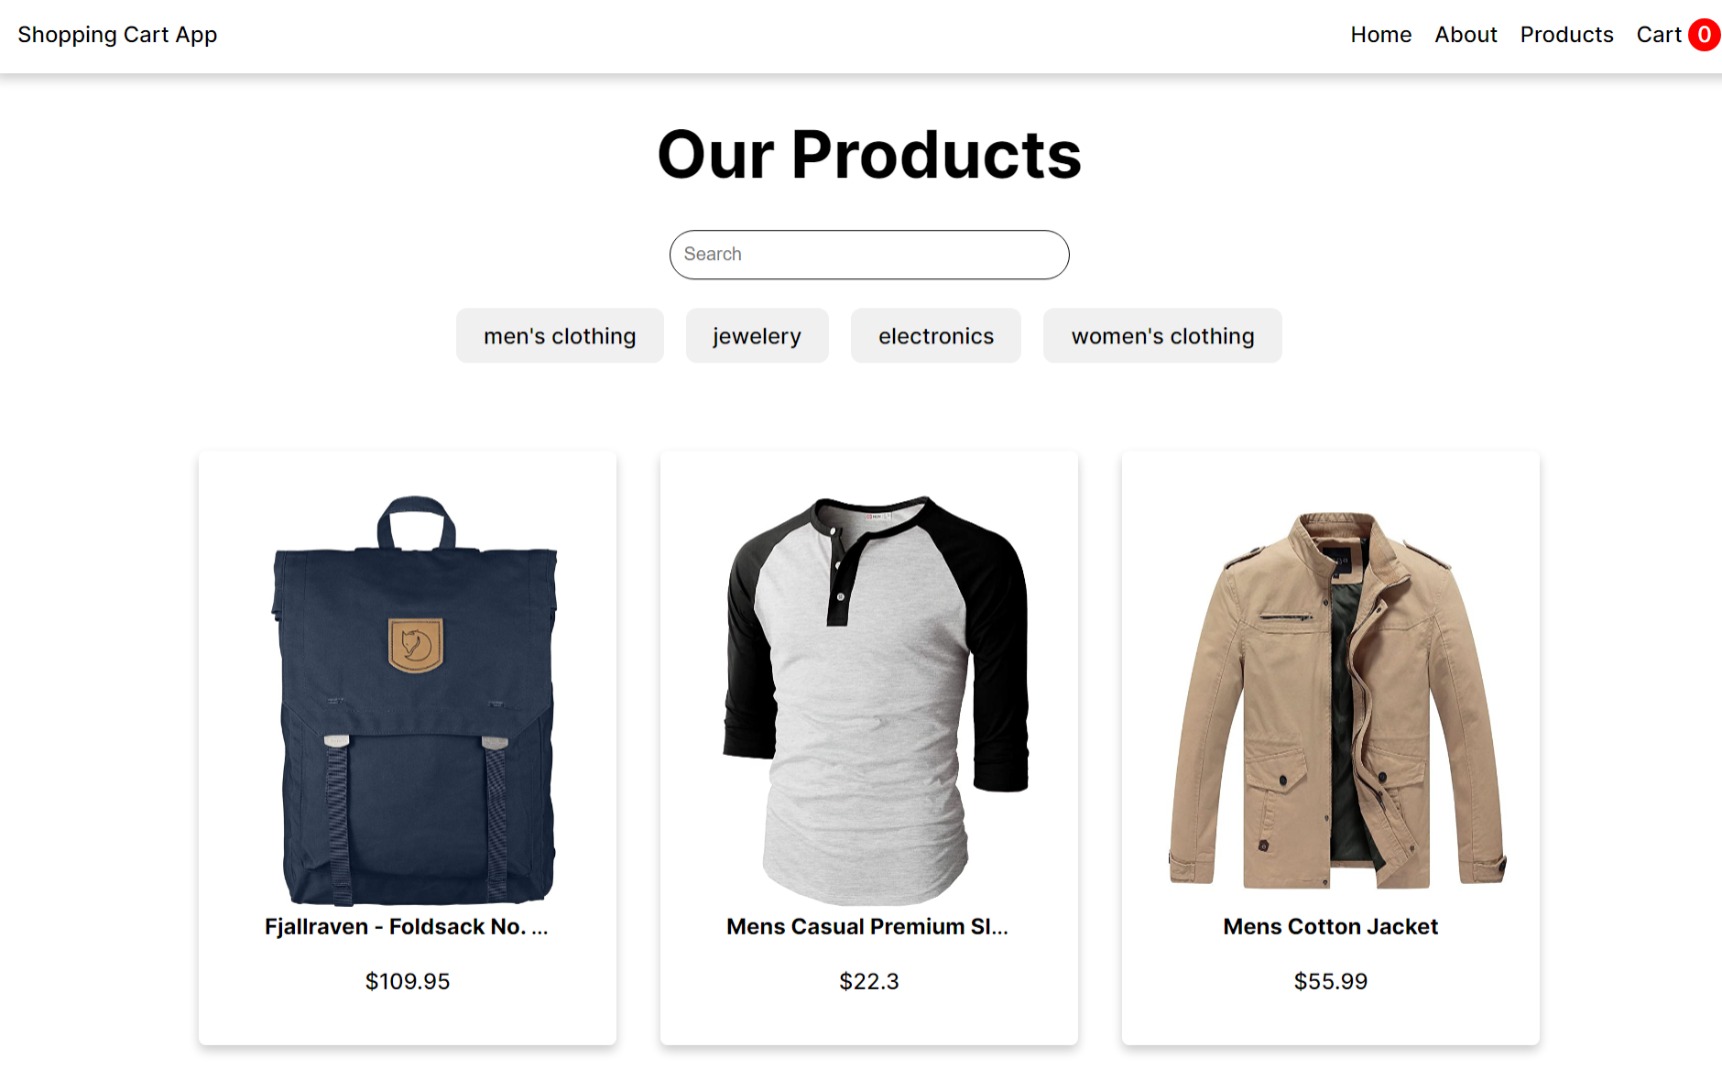 Shopping Cart App Home About Products Cart 0
Our Products
Search
men's clothing jewelery electronics women's clothing
Fjallraven - Foldsack No. ... Mens Casual Premium Sl... Mens Cotton Jacket
$109.95 $22.3 $55.99